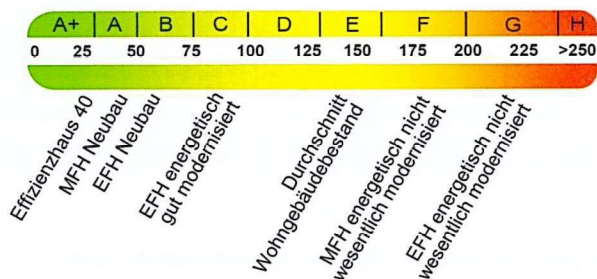 A+ A B C D E F G H
0 25 50 75 100 125 150 175 200 225 >250
Effizienzhaus 40
MFH Neubau
EFH Neubau
EFH energetisch
gut modernisiert
Durchschnitt
Wohngebäudebestand
MFH energetisch nicht
wesentlich modernisiert
EFH energetisch nicht
wesentlich modernisiert